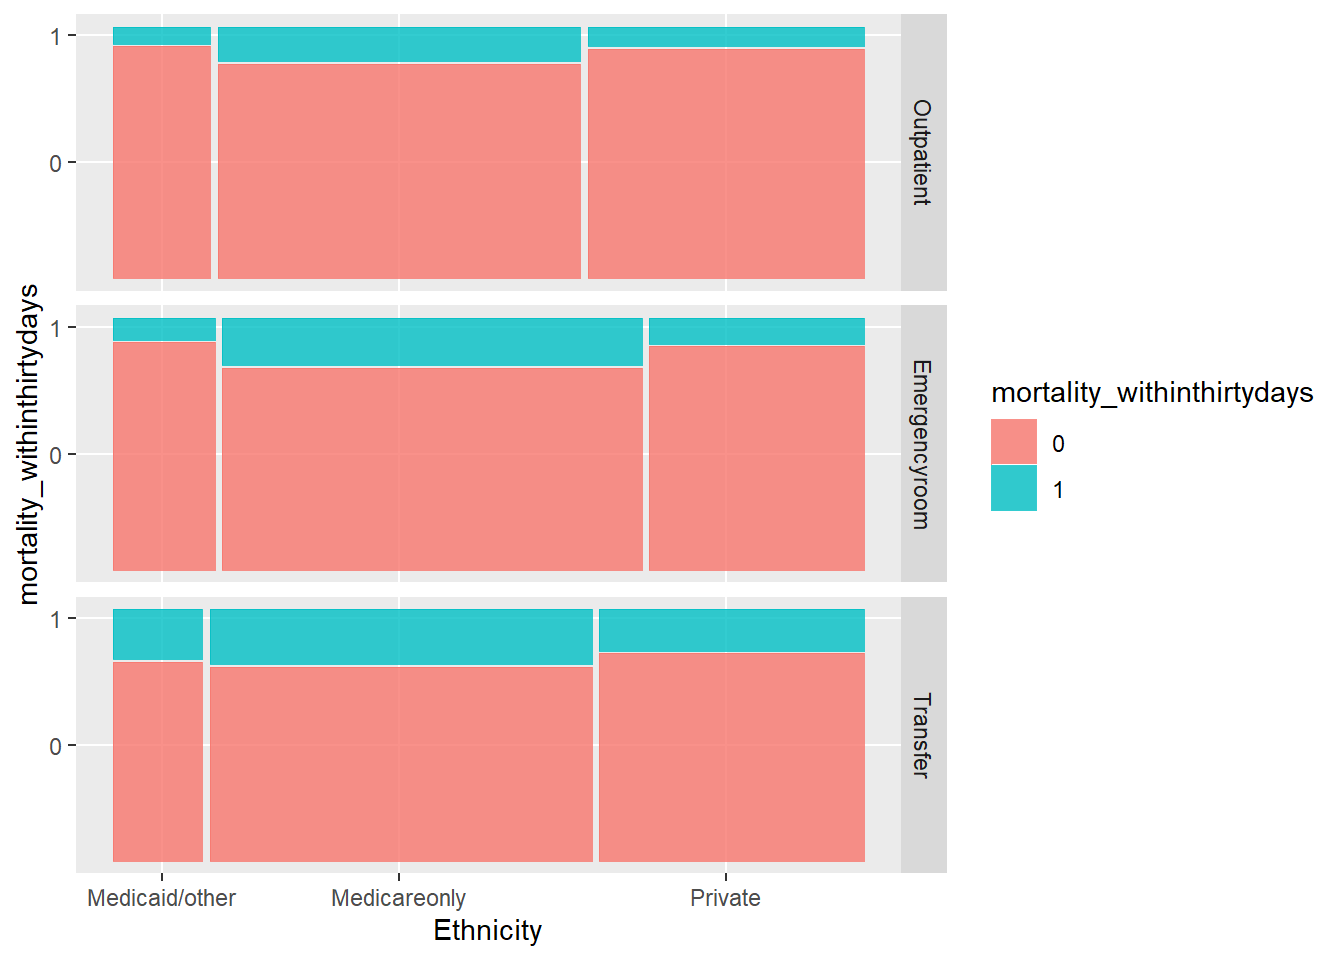 1
0
Outpatient
1
0
Emergencyroom
1
0
Transfer
mortality_withinthirtydays
Medicaid/other
Medicareonly
Private
Ethnicity
mortality_withinthirtydays
0
1